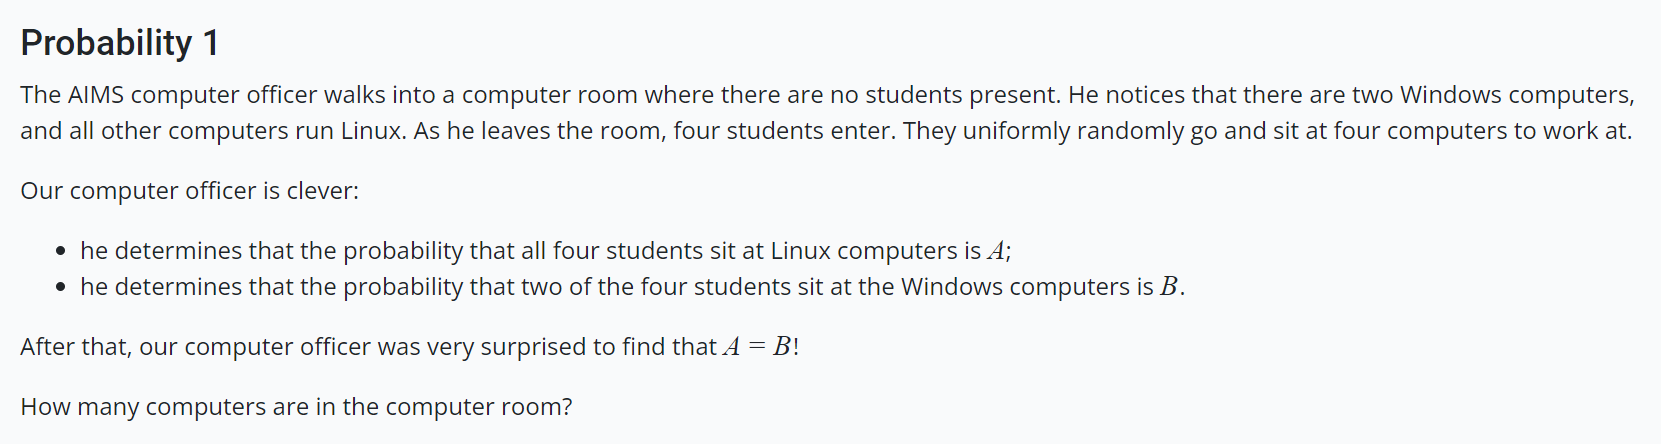 Probability 1
The AIMS computer officer walks into a computer room where there are no students present. He notices that there are two Windows computers,
and all other computers run Linux. As he leaves the room, four students enter. They uniformly randomly go and sit at four computers to work at.
Our computer officer is clever:
• he determines that the probability that all four students sit at Linux computers is A;
• he determines that the probability that two of the four students sit at the Windows computers is B.
After that, our computer officer was very surprised to find that A = B!
How many computers are in the computer room?